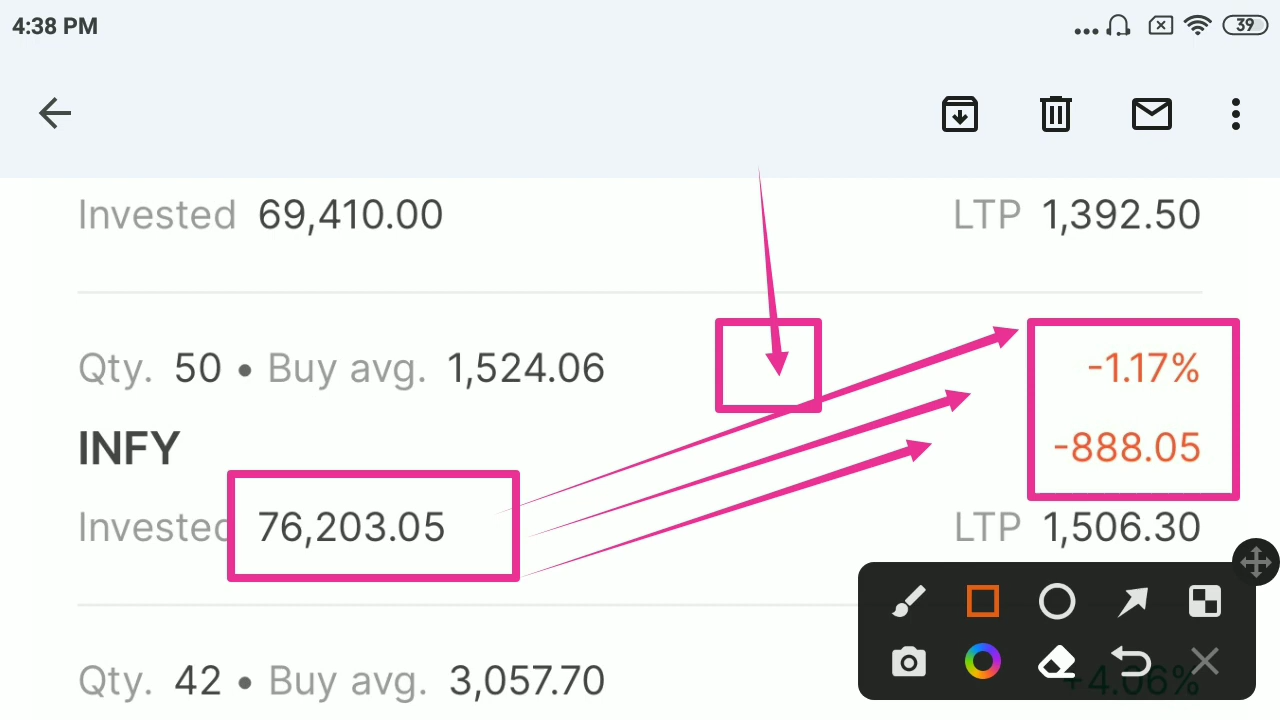 4:38 PM
39
Invested 69,410.00
LTP 1,392.50
Qty. 50 • Buy avg. 1,524.06
-1.17%
INFY
-888.05
Invested 76,203.05
LTP 1,506.30
Qty. 42 • Buy avg. 3,057.70
+4.06%